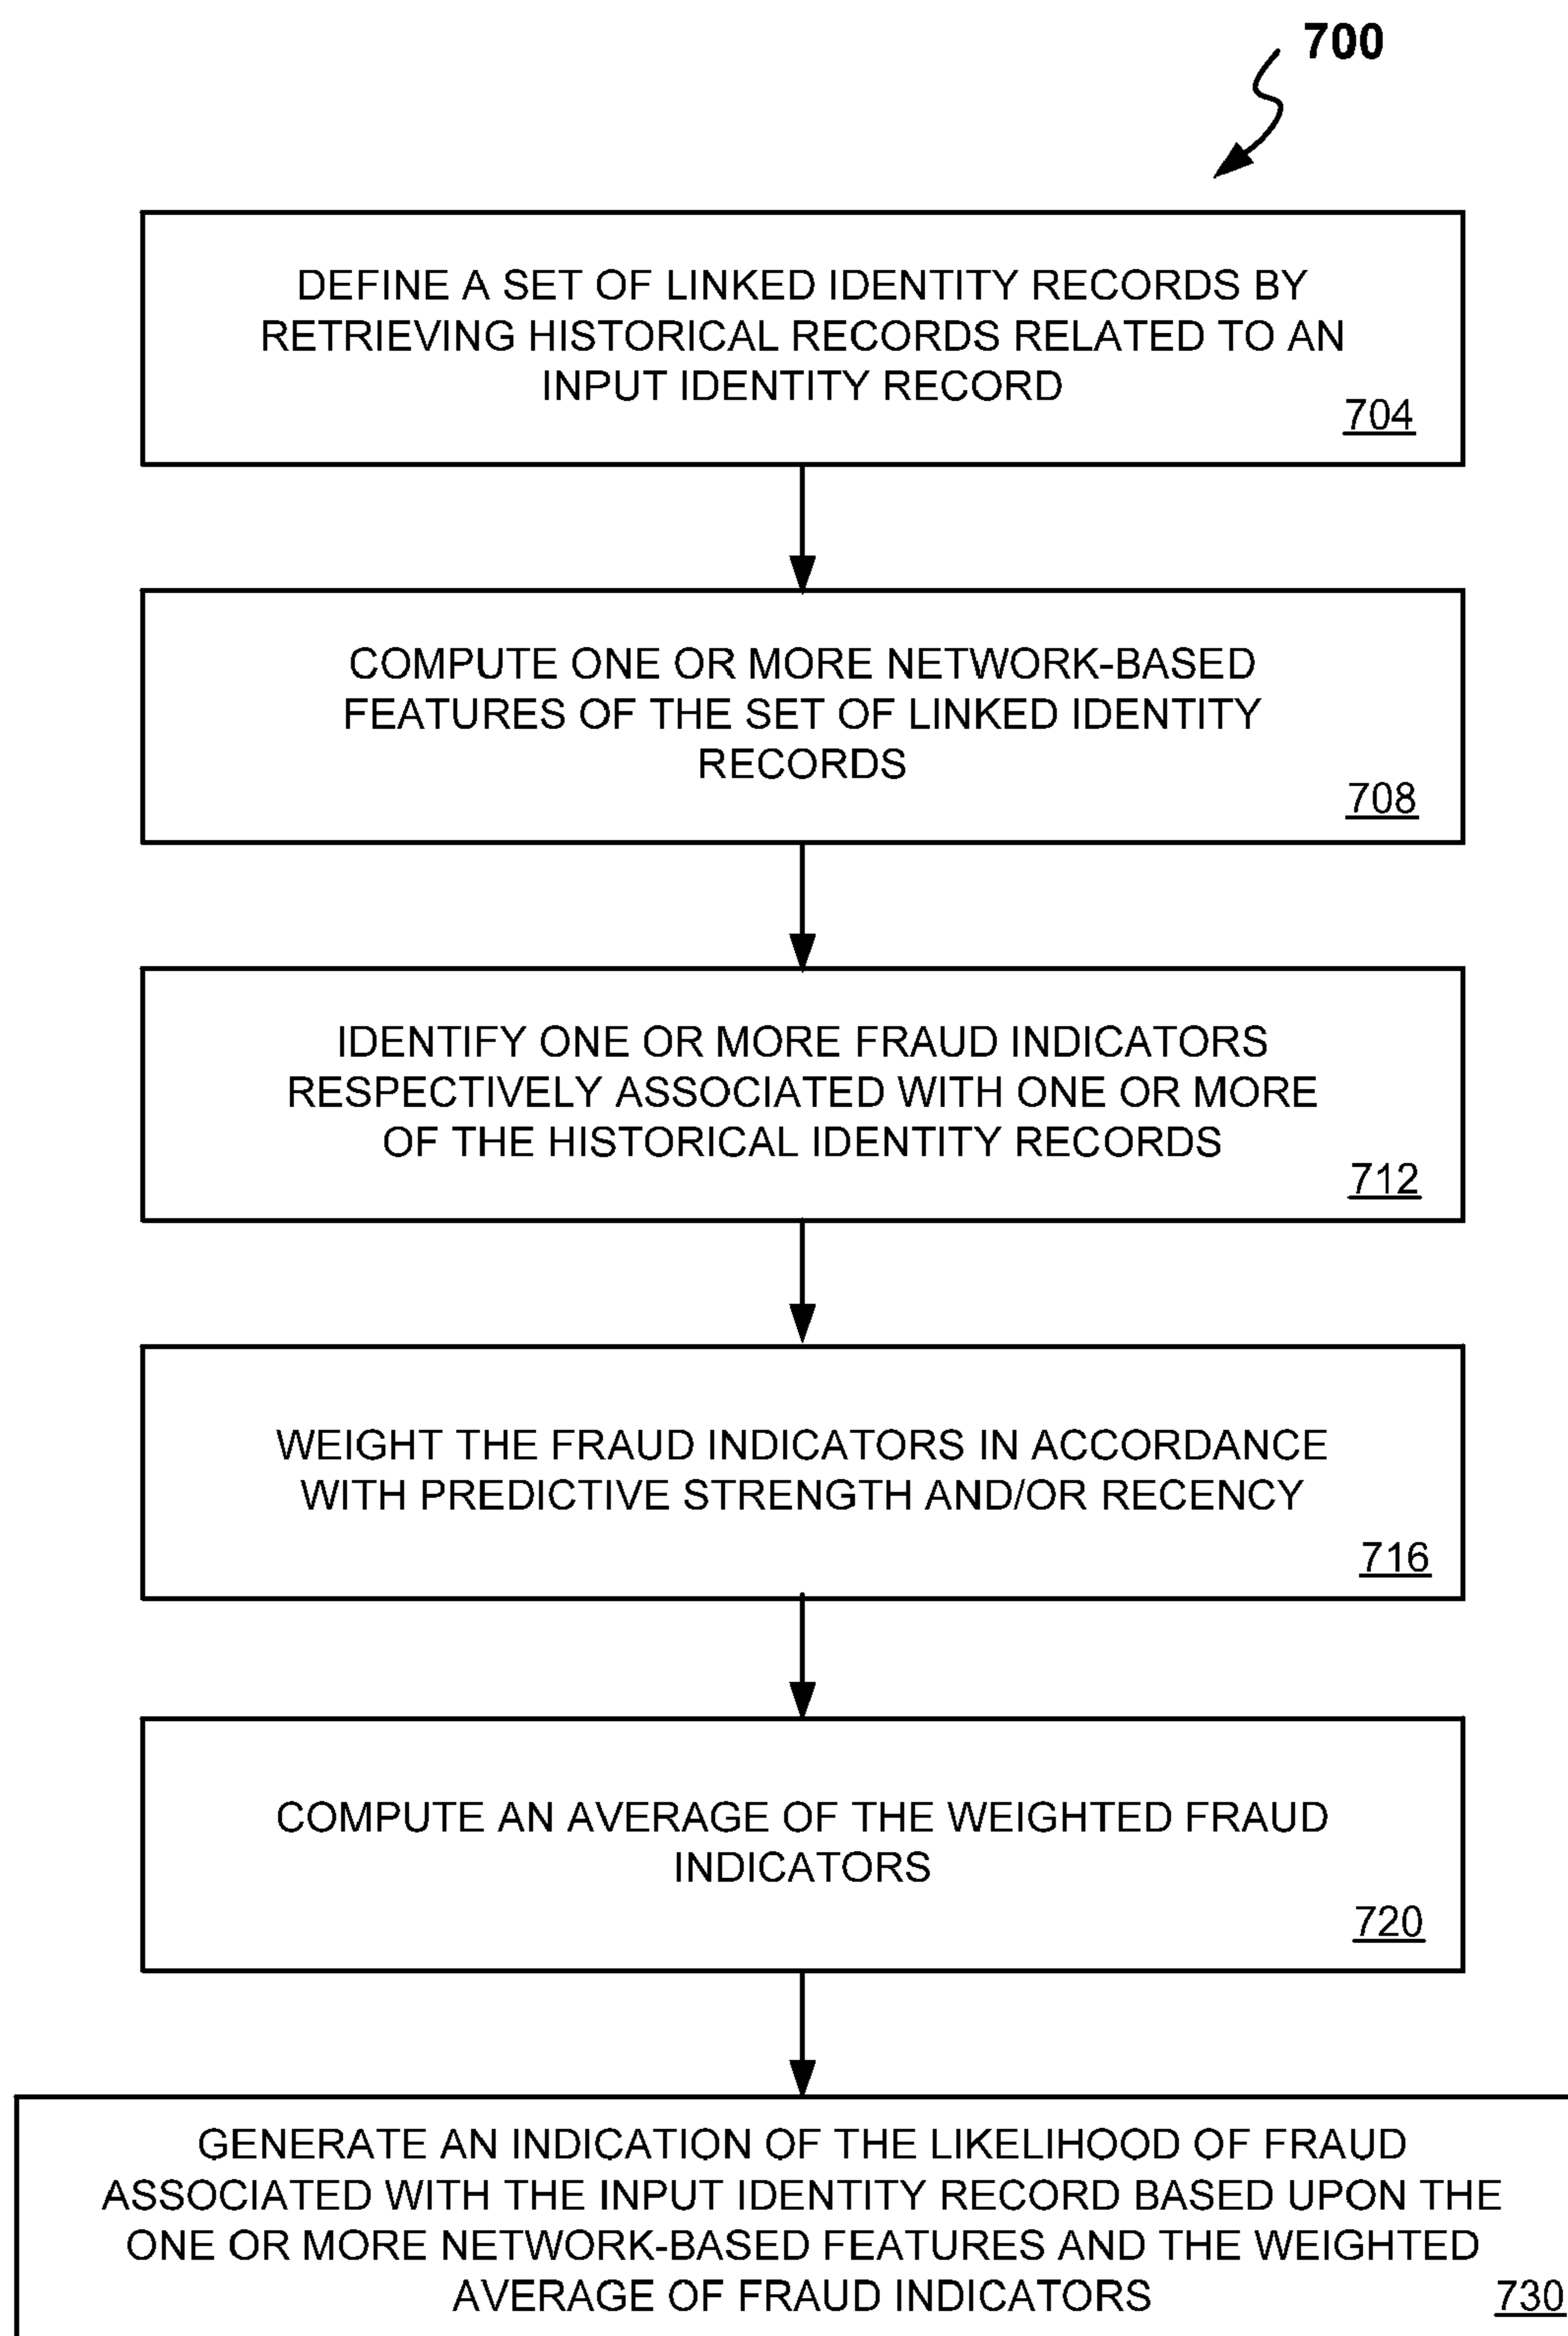 700
DEFINE A SET OF LINKED IDENTITY RECORDS BY
RETRIEVING HISTORICAL RECORDS RELATED TO AN
INPUT IDENTITY RECORD
704
COMPUTE ONE OR MORE NETWORK-BASED
FEATURES OF THE SET OF LINKED IDENTITY
RECORDS
708
IDENTIFY ONE OR MORE FRAUD INDICATORS
RESPECTIVELY ASSOCIATED WITH ONE OR MORE
OF THE HISTORICAL IDENTITY RECORDS
712
WEIGHT THE FRAUD INDICATORS IN ACCORDANCE
WITH PREDICTIVE STRENGTH AND/OR RECENCY
716
COMPUTE AN AVERAGE OF THE WEIGHTED FRAUD
INDICATORS
720
GENERATE AN INDICATION OF THE LIKELIHOOD OF FRAUD
ASSOCIATED WITH THE INPUT IDENTITY RECORD BASED UPON THE
ONE OR MORE NETWORK-BASED FEATURES AND THE WEIGHTED
AVERAGE OF FRAUD INDICATORS
730